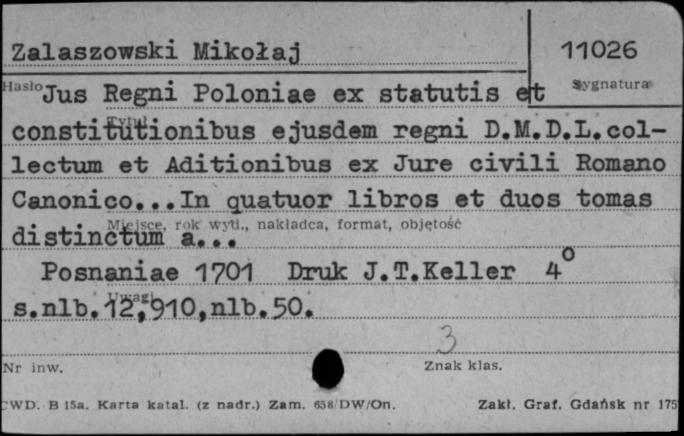 Zalaszowski Mikołaj 11026
Hasło Jus Regni Poloniae ex statutis et Sygnatura
Tytuł
constitutionibus ejusdem regni D.M.D.L.col-
lectum et Aditionibus ex Jure civili Romano
Canonico...In quatuor libros et duos tomas
Miejsce, rok wyd., nakładca, format, objętość
distinctum a...
Posnaniae 1701 Druk J.T.Keller 4°
Uwagi
s.nlb.12,910,nlb.50.
3
Nr inw. Znak klas.
CWD. B 15a. Karta katal. (z nadr.) Zam. 658/DW/On. Zakł. Graf. Gdańsk nr 175